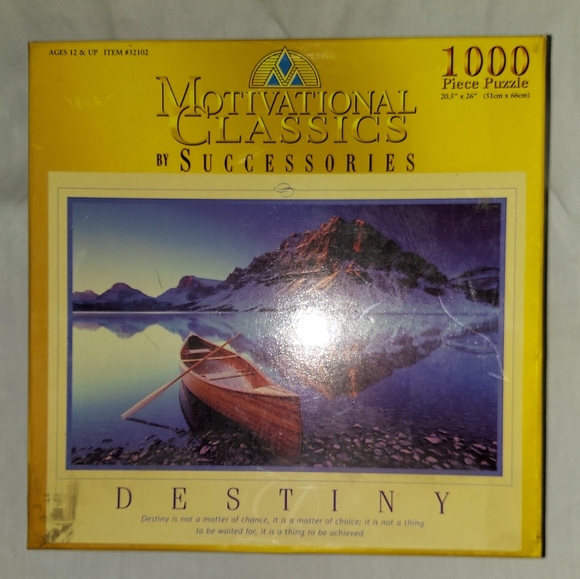 AGES 12 & UP ITEM #32102
1000
Piece Puzzle
20.5" x 26" (51cm x 66cm)
MOTIVATIONAL
CLASSICS
BY SUCCESSORIES
DESTINY
Destiny is not a matter of chance, it is a matter of choice; it is not a thing
to be waited for, it is a thing to be achieved.